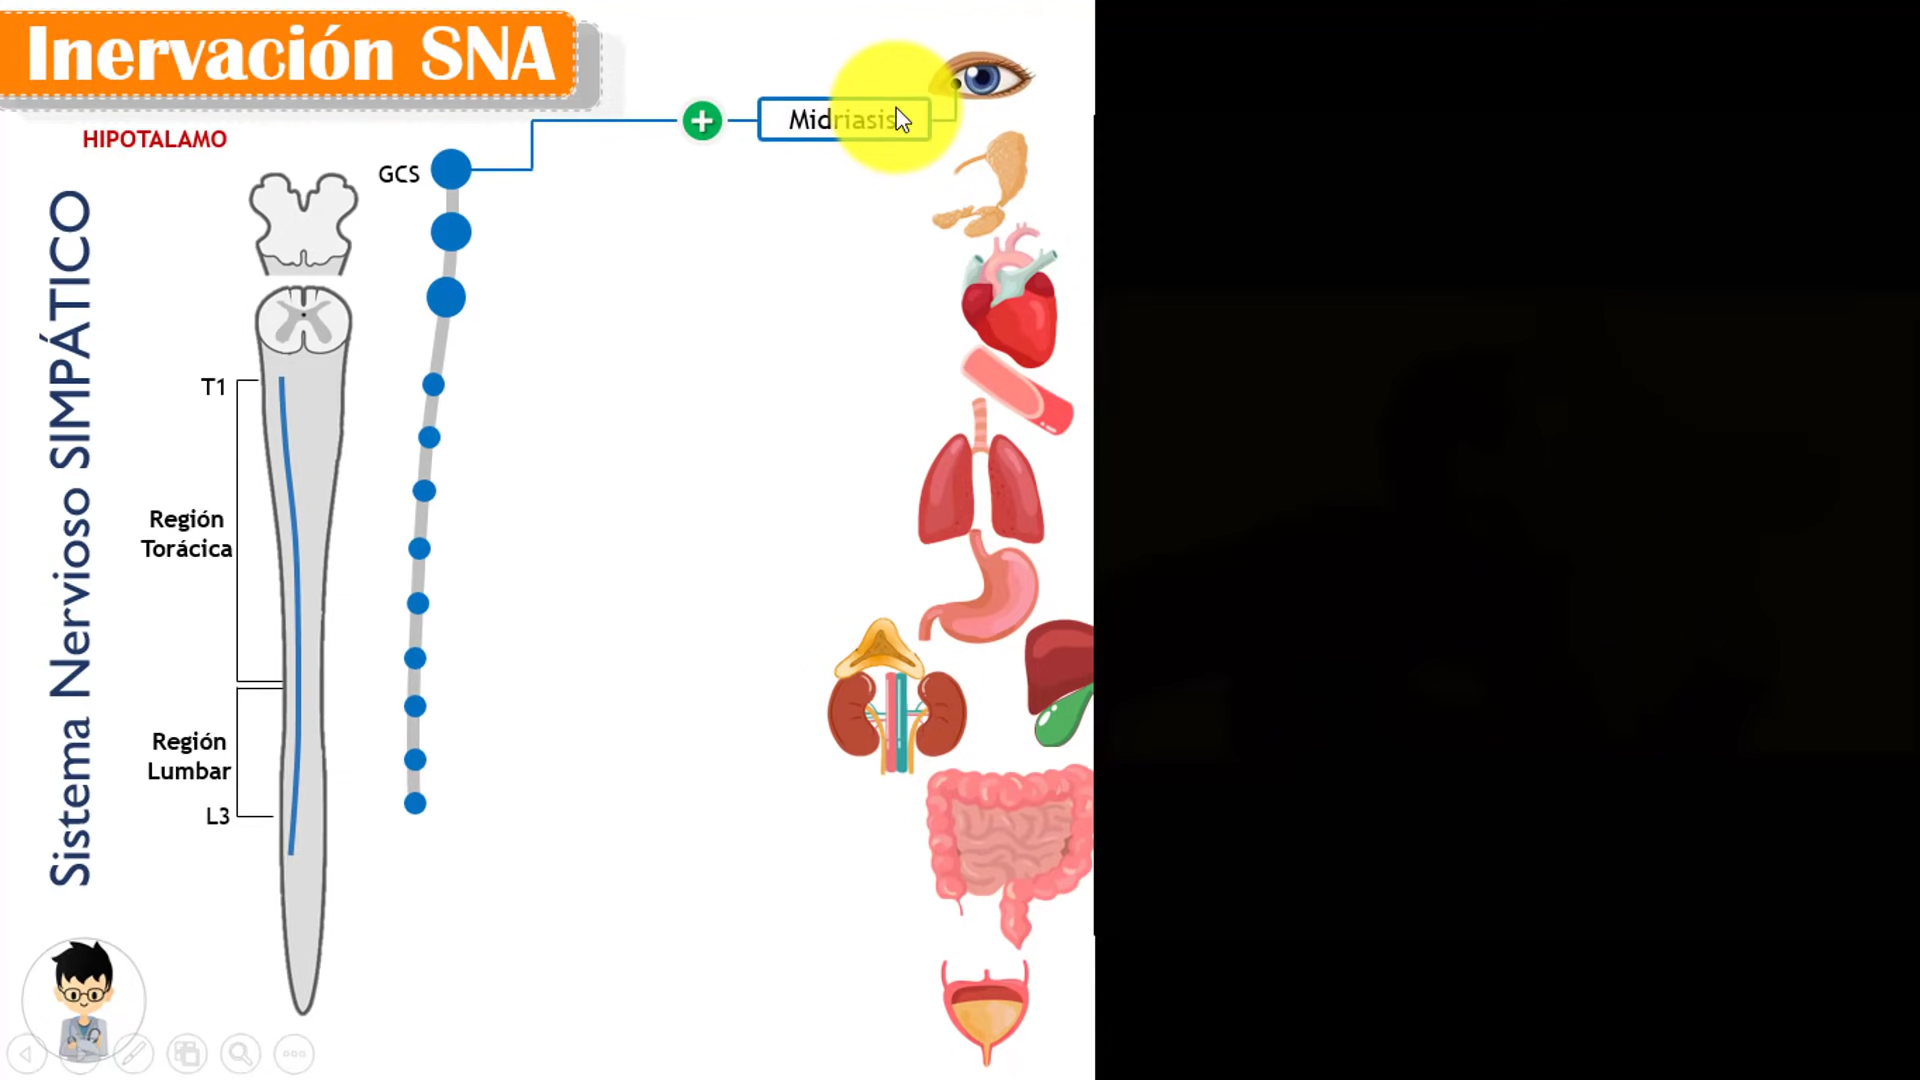 Inervación SNA
HIPOTALAMO
GCS
+
Midriasis
Sistema Nervioso SIMPÁTICO
T1
Región
Torácica
Región
Lumbar
L3